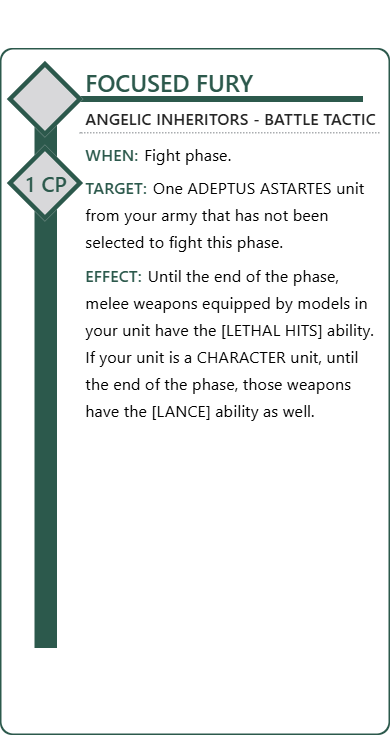 FOCUSED FURY
ANGELIC INHERITORS - BATTLE TACTIC
WHEN: Fight phase.
1 CP
TARGET: One ADEPTUS ASTARTES unit
from your army that has not been
selected to fight this phase.
EFFECT: Until the end of the phase,
melee weapons equipped by models in
your unit have the [LETHAL HITS] ability.
If your unit is a CHARACTER unit, until
the end of the phase, those weapons
have the [LANCE] ability as well.